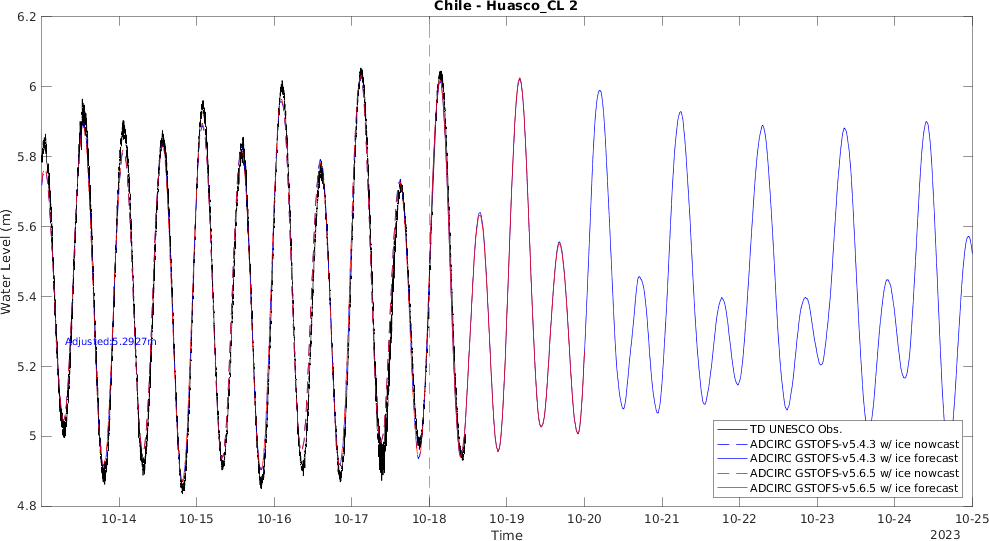 Chile - Huasco_CL 2
6.2
6
5.8
5.6
5.4
5.2
5
4.8
Water Level (m)
Adjusted:5.2927m
TD UNESCO Obs.
ADCIRC GSTOFS-v5.4.3 w/ ice nowcast
ADCIRC GSTOFS-v5.4.3 w/ ice forecast
ADCIRC GSTOFS-v5.6.5 w/ ice nowcast
ADCIRC GSTOFS-v5.6.5 w/ ice forecast
10-14 10-15 10-16 10-17 10-18 10-19 10-20 10-21 10-22 10-23 10-24 10-25
Time
2023